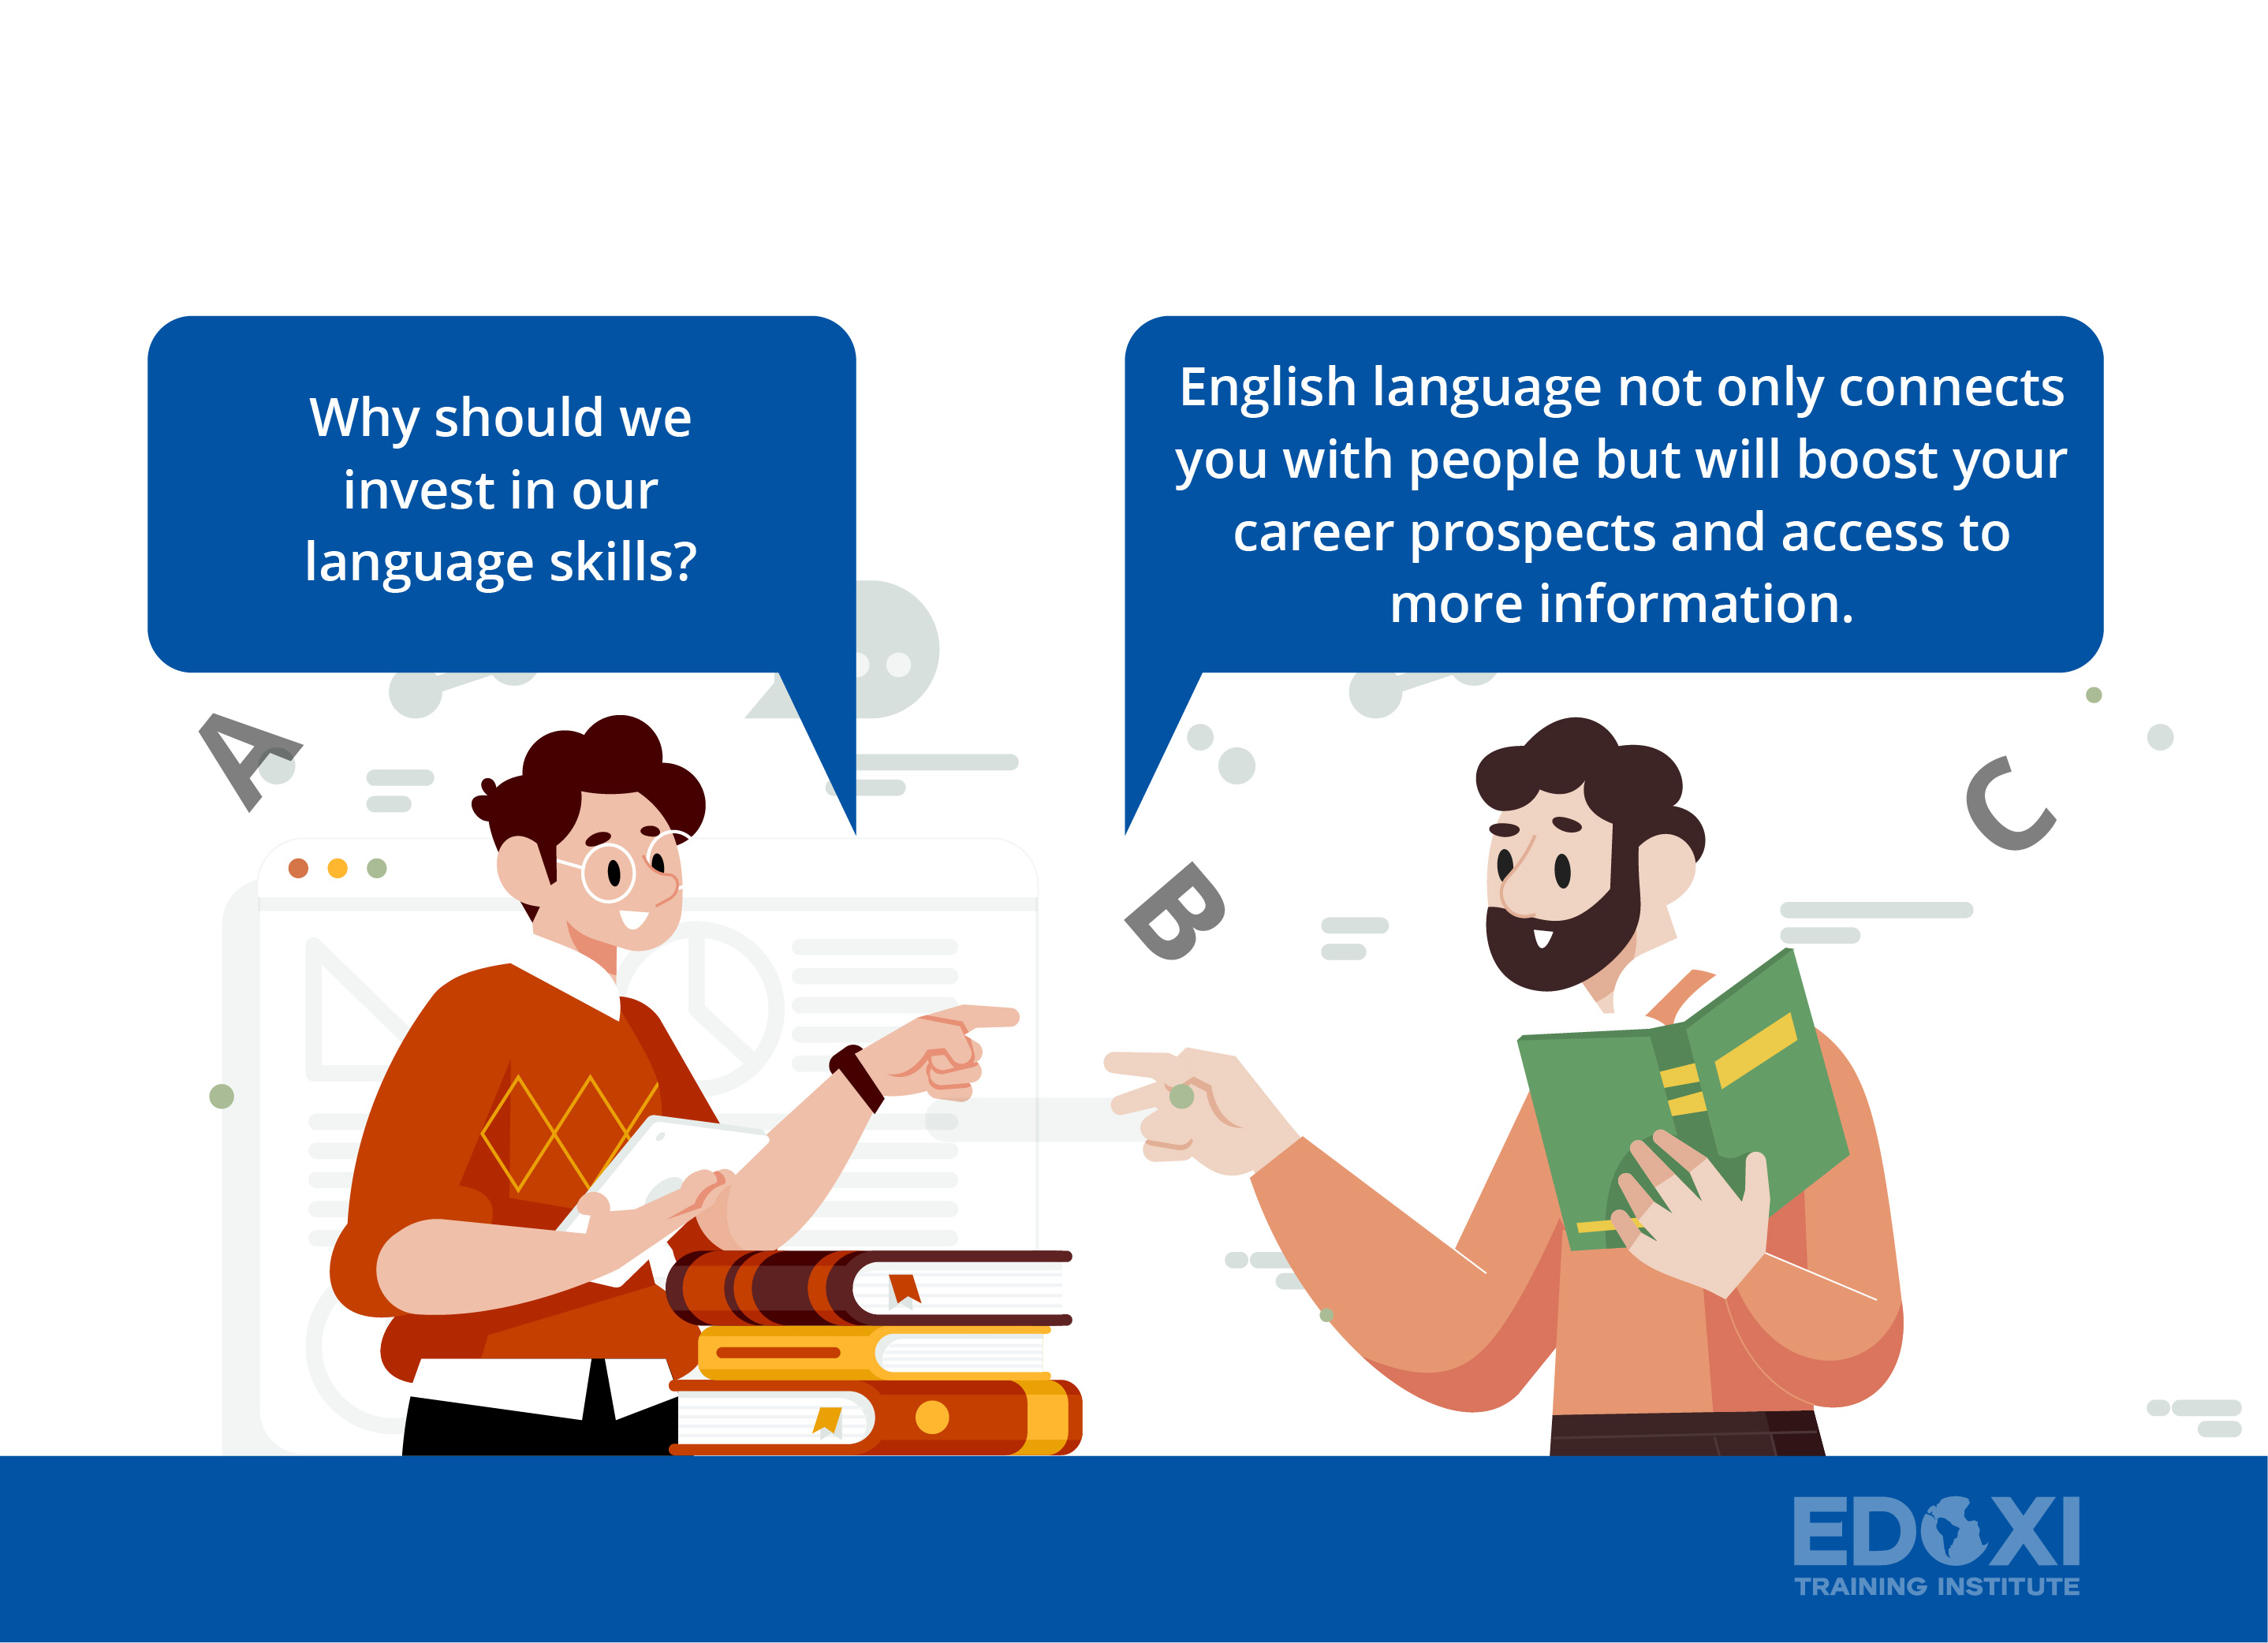 Why should we
invest in our
language skills?
English language not only connects
you with people but will boost your
career prospects and access to
more information.
A
B
C
EDOXI
TRAINING INSTITUTE